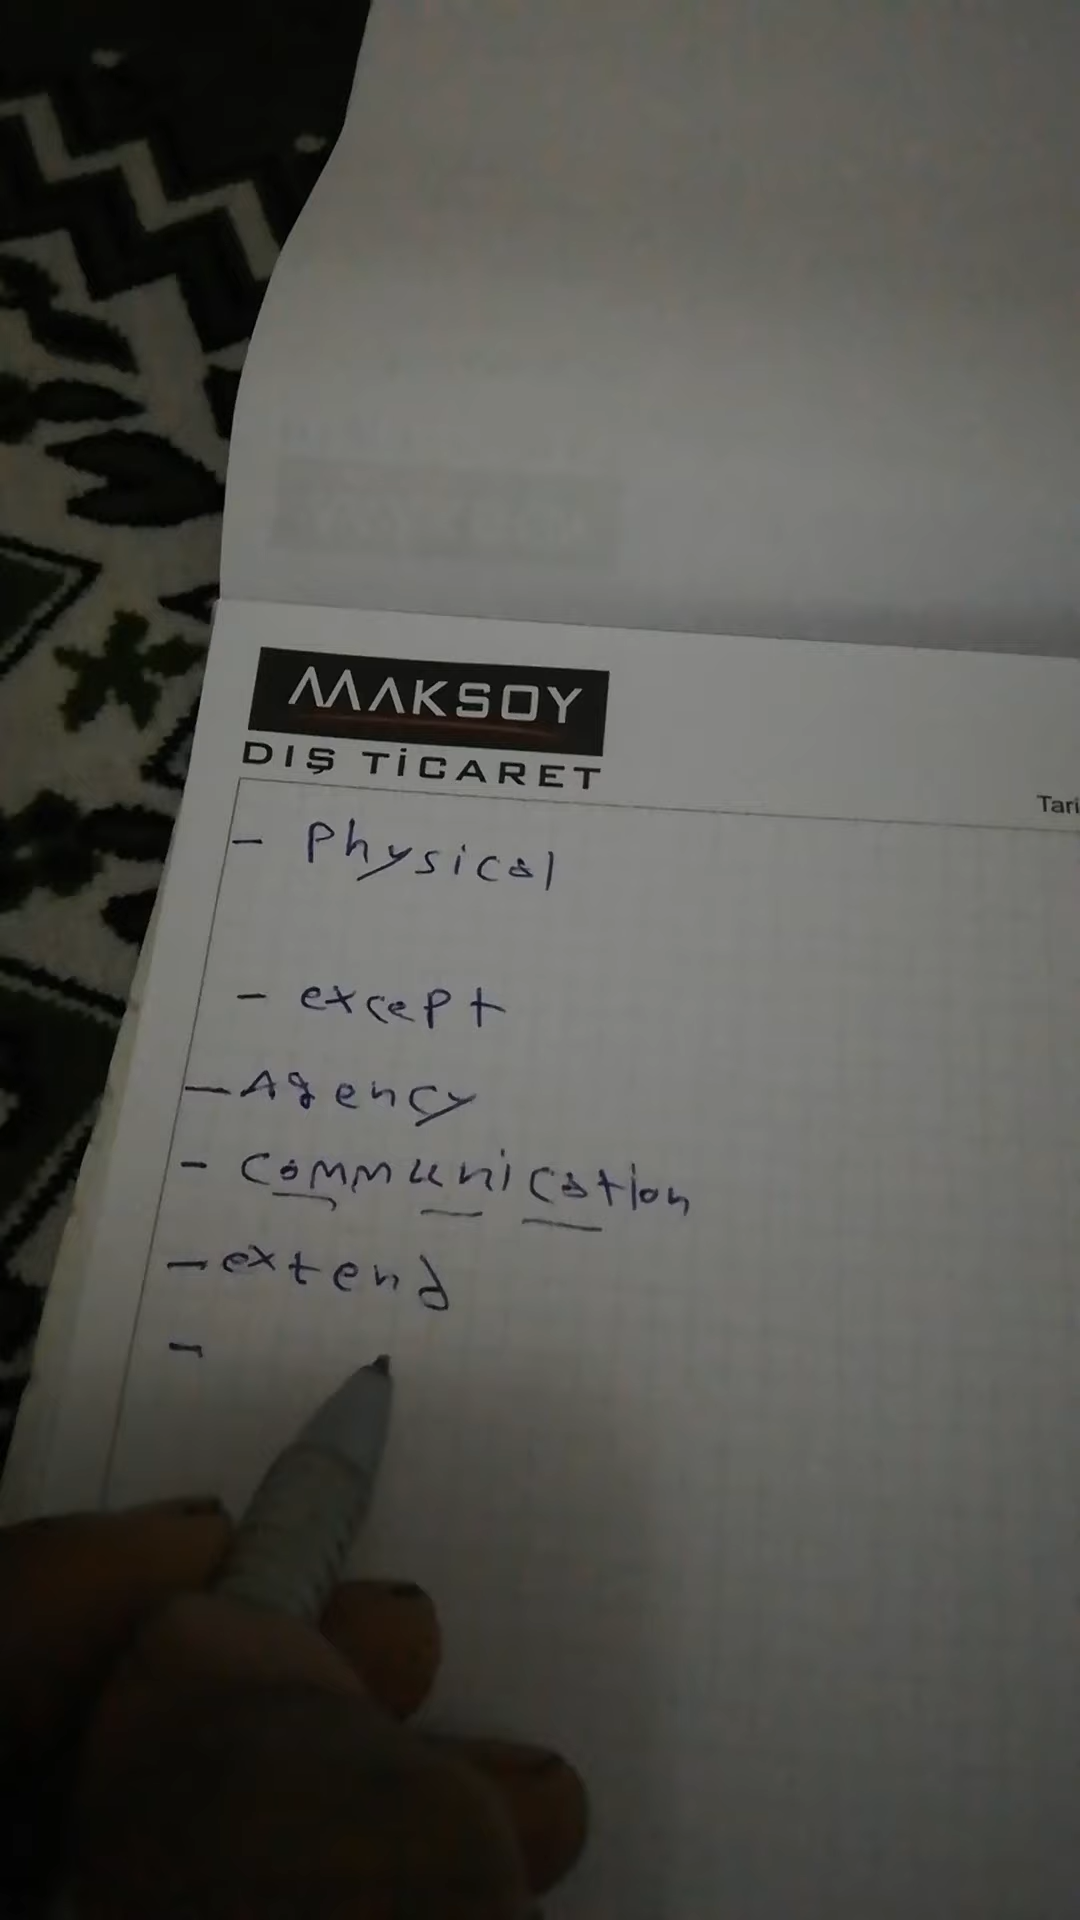 MAKSOY
DIŞ TİCARET
Tari
- Physical
- except
- Agency
- Communication
- extend
-